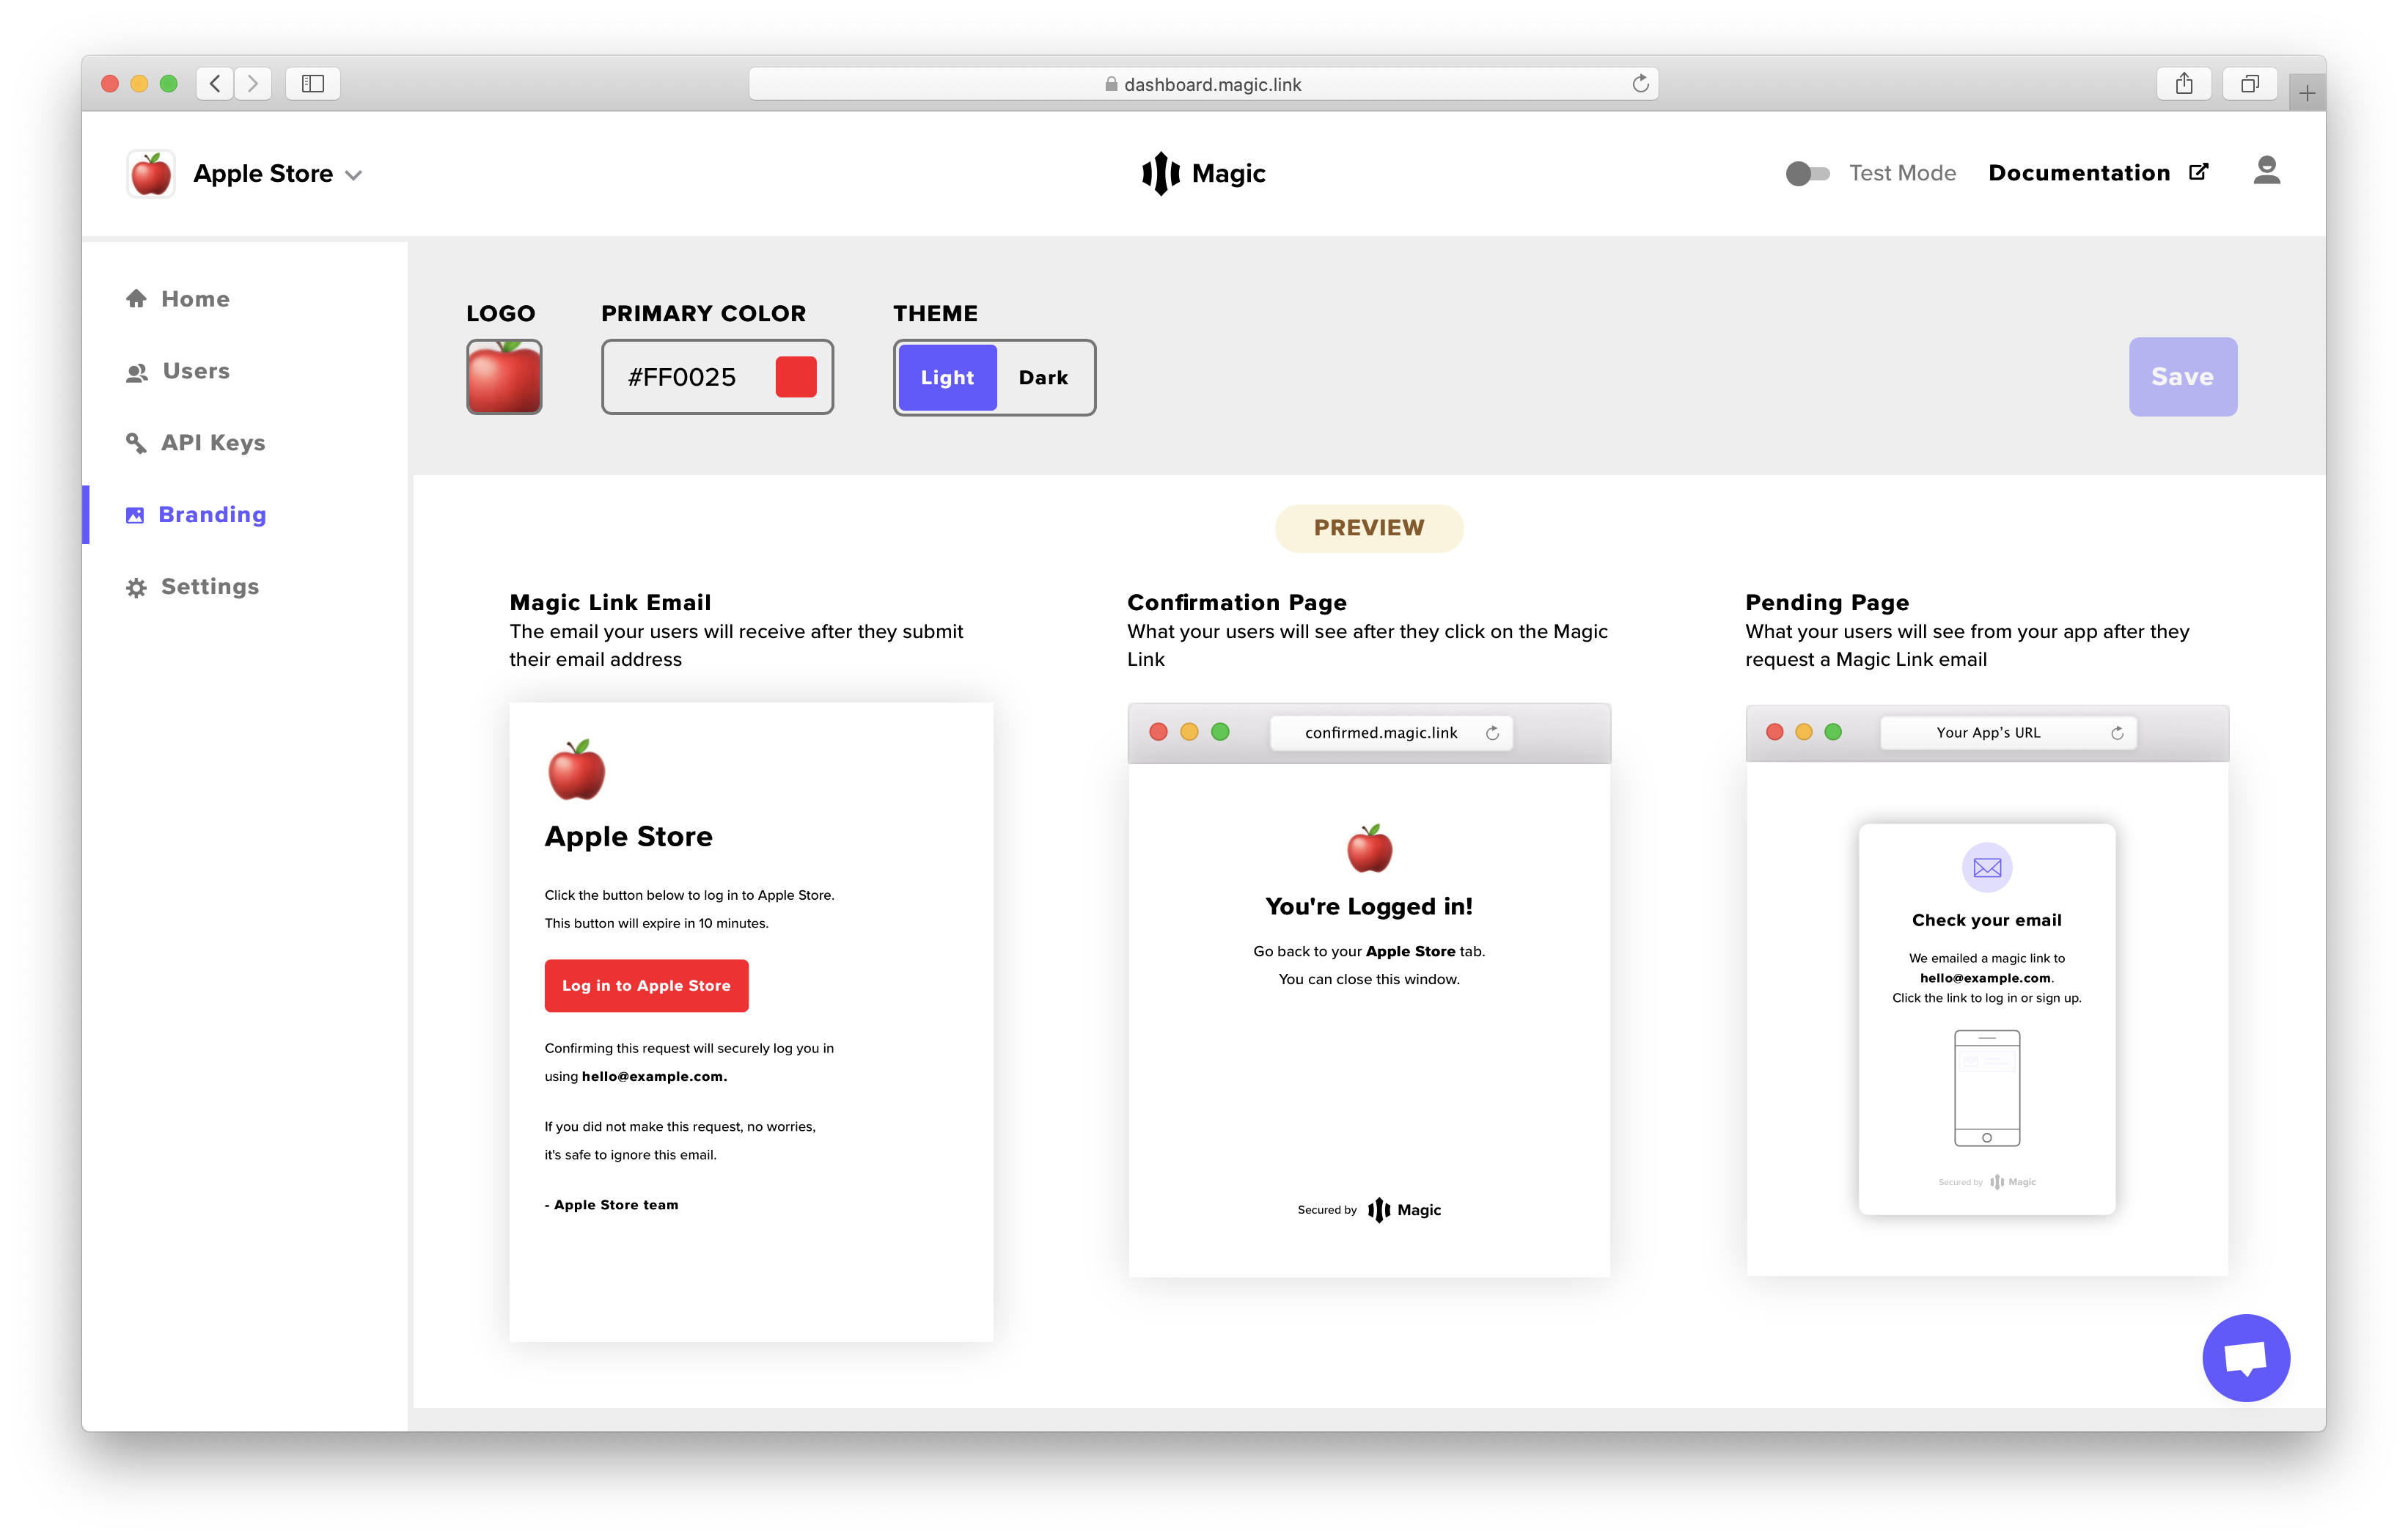 dashboard.magic.link
Apple Store
Magic
Test Mode
Documentation
Home
Users
API Keys
Branding
Settings
LOGO
PRIMARY COLOR
THEME
#FF0025
Light
Dark
Save
PREVIEW
Magic Link Email
The email your users will receive after they submit
their email address
Apple Store
Click the button below to log in to Apple Store.
This button will expire in 10 minutes.
Log in to Apple Store
Confirming this request will securely log you in
using hello@example.com.
If you did not make this request, no worries,
it's safe to ignore this email.
- Apple Store team
Confirmation Page
What your users will see after they click on the Magic
Link
confirmed.magic.link
You're Logged in!
Go back to your Apple Store tab.
You can close this window.
Secured by Magic
Pending Page
What your users will see from your app after they
request a Magic Link email
Your App's URL
Check your email
We emailed a magic link to
hello@example.com.
Click the link to log in or sign up.
Secured by Magic